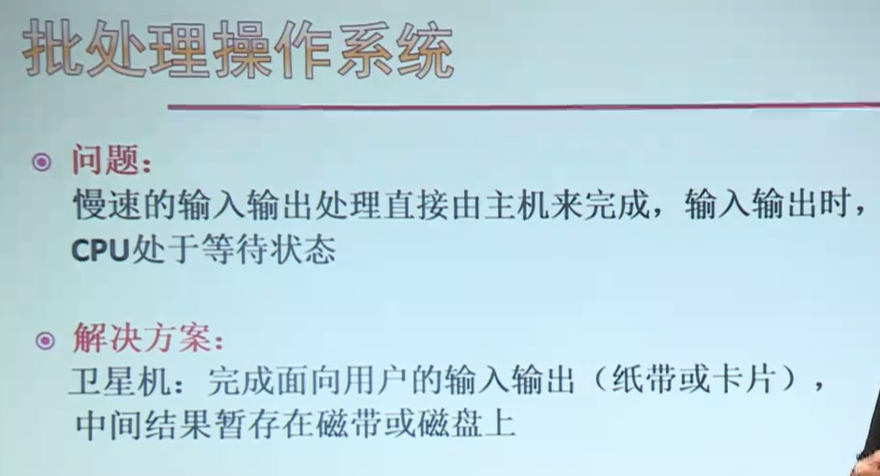 批处理操作系统
问题：
慢速的输入输出处理直接由主机来完成，输入输出时，
CPU处于等待状态
解决方案：
卫星机：完成面向用户的输入输出（纸带或卡片），
中间结果暂存在磁带或磁盘上